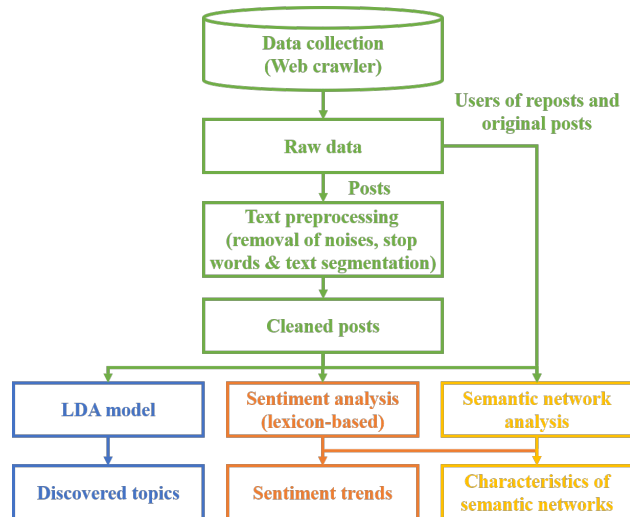 Data collection
(Web crawler)
Users of reposts and
original posts
Raw data
Posts
Text preprocessing
(removal of noises, stop
words & text segmentation)
Cleaned posts
LDA model
Sentiment analysis
(lexicon-based)
Semantic network
analysis
Discovered topics
Sentiment trends
Characteristics of
semantic networks